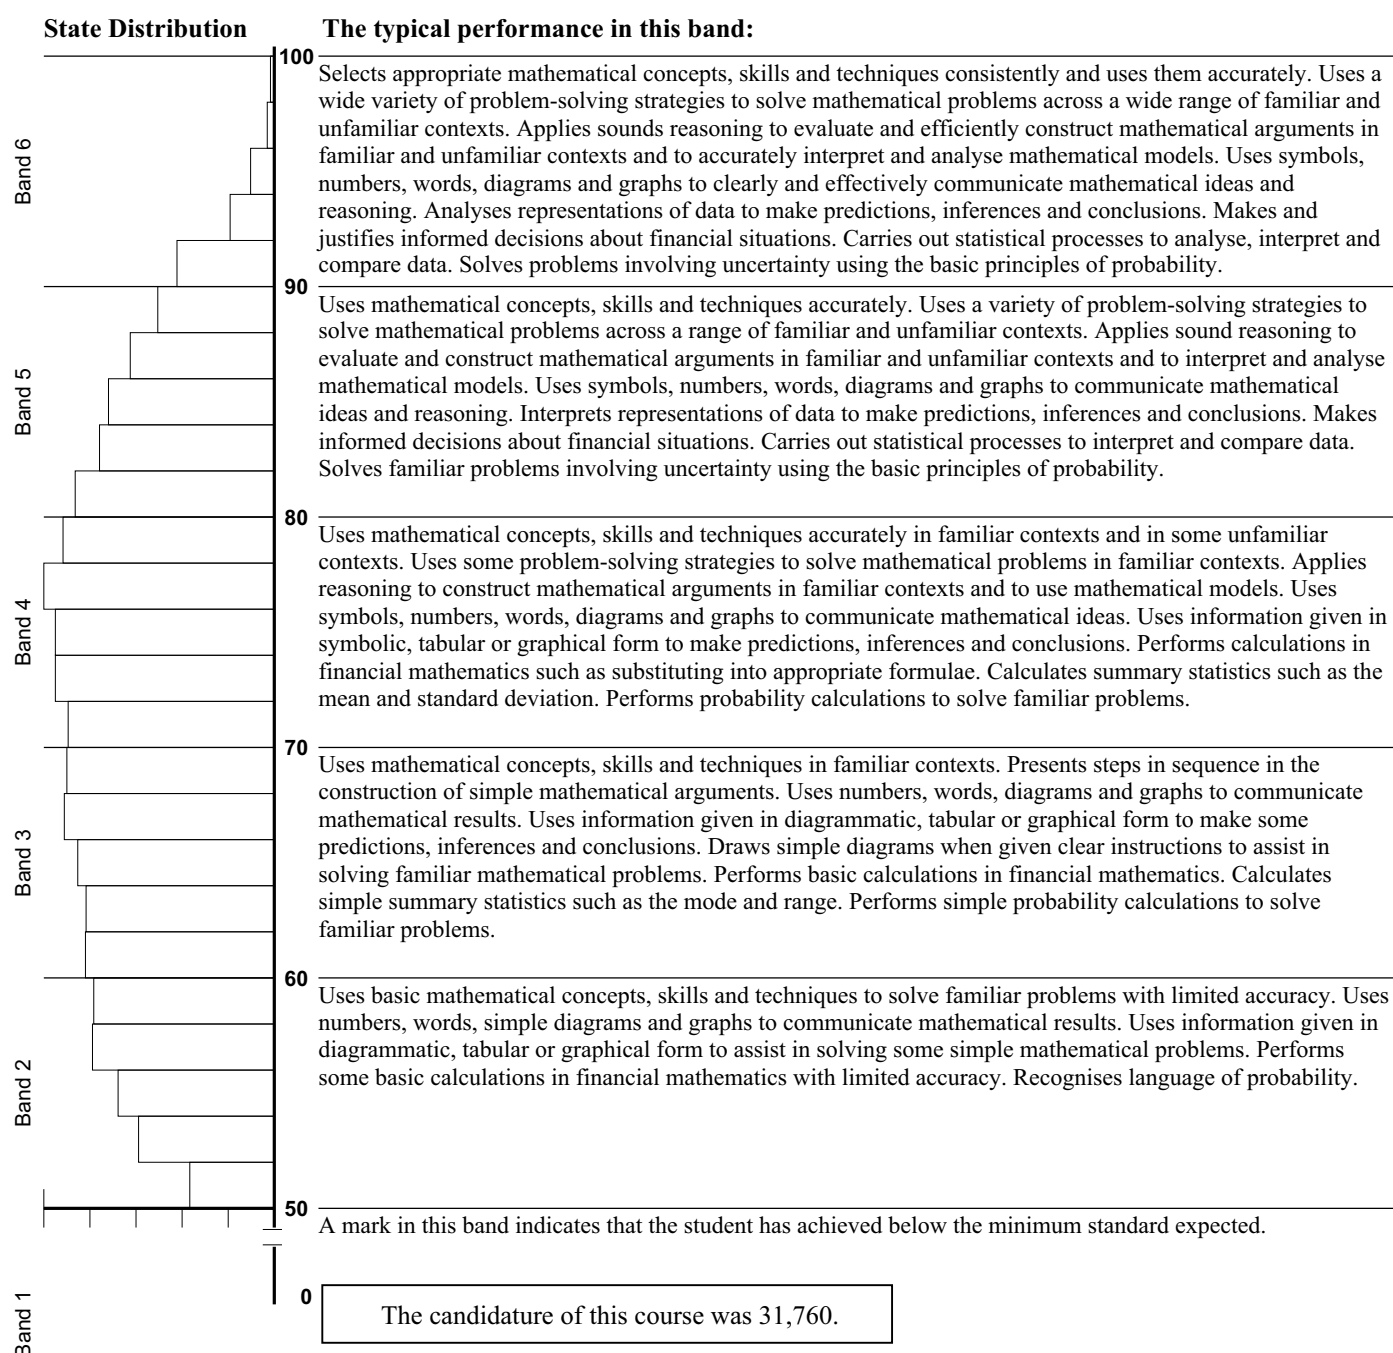 State Distribution
The typical performance in this band:
100
Band 6
Selects appropriate mathematical concepts, skills and techniques consistently and uses them accurately. Uses a
wide variety of problem-solving strategies to solve mathematical problems across a wide range of familiar and
unfamiliar contexts. Applies sounds reasoning to evaluate and efficiently construct mathematical arguments in
familiar and unfamiliar contexts and to accurately interpret and analyse mathematical models. Uses symbols,
numbers, words, diagrams and graphs to clearly and effectively communicate mathematical ideas and
reasoning. Analyses representations of data to make predictions, inferences and conclusions. Makes and
justifies informed decisions about financial situations. Carries out statistical processes to analyse, interpret and
compare data. Solves problems involving uncertainty using the basic principles of probability.
90
Band 5
Uses mathematical concepts, skills and techniques accurately. Uses a variety of problem-solving strategies to
solve mathematical problems across a range of familiar and unfamiliar contexts. Applies sound reasoning to
evaluate and construct mathematical arguments in familiar and unfamiliar contexts and to interpret and analyse
mathematical models. Uses symbols, numbers, words, diagrams and graphs to communicate mathematical
ideas and reasoning. Interprets representations of data to make predictions, inferences and conclusions. Makes
informed decisions about financial situations. Carries out statistical processes to interpret and compare data.
Solves familiar problems involving uncertainty using the basic principles of probability.
80
Band 4
Uses mathematical concepts, skills and techniques accurately in familiar contexts and in some unfamiliar
contexts. Uses some problem-solving strategies to solve mathematical problems in familiar contexts. Applies
reasoning to construct mathematical arguments in familiar contexts and to use mathematical models. Uses
symbols, numbers, words, diagrams and graphs to communicate mathematical ideas. Uses information given in
symbolic, tabular or graphical form to make predictions, inferences and conclusions. Performs calculations in
financial mathematics such as substituting into appropriate formulae. Calculates summary statistics such as the
mean and standard deviation. Performs probability calculations to solve familiar problems.
70
Band 3
Uses mathematical concepts, skills and techniques in familiar contexts. Presents steps in sequence in the
construction of simple mathematical arguments. Uses numbers, words, diagrams and graphs to communicate
mathematical results. Uses information given in diagrammatic, tabular or graphical form to make some
predictions, inferences and conclusions. Draws simple diagrams when given clear instructions to assist in
solving familiar mathematical problems. Performs basic calculations in financial mathematics. Calculates
simple summary statistics such as the mode and range. Performs simple probability calculations to solve
familiar problems.
60
Band 2
Uses basic mathematical concepts, skills and techniques to solve familiar problems with limited accuracy. Uses
numbers, words, simple diagrams and graphs to communicate mathematical results. Uses information given in
diagrammatic, tabular or graphical form to assist in solving some simple mathematical problems. Performs
some basic calculations in financial mathematics with limited accuracy. Recognises language of probability.
50
A mark in this band indicates that the student has achieved below the minimum standard expected.
Band 1
0
The candidature of this course was 31,760.